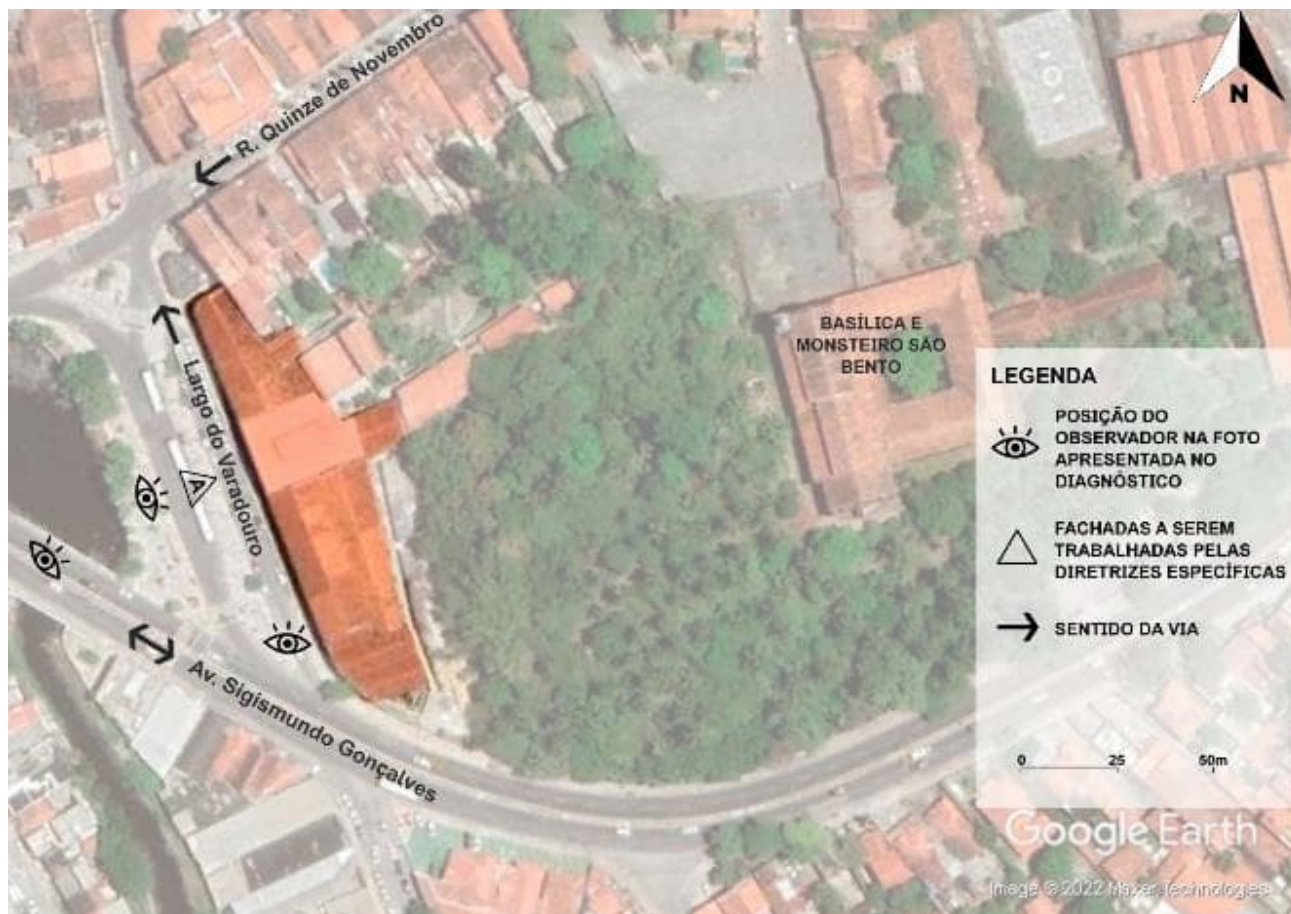 R. Quinze de Novembro
N
BASÍLICA E
MONSTEIRO SÃO
BENTO
Largo do Varadouro
A
Av. Sigismundo Gonçalves
LEGENDA
POSIÇÃO DO
OBSERVADOR NA FOTO
APRESENTADA NO
DIAGNÓSTICO
FACHADAS A SEREM
TRABALHADAS PELAS
DIRETRIZES ESPECÍFICAS
SENTIDO DA VIA
0 25 50m
Google Earth
Image © 2022 Maxar Technologies